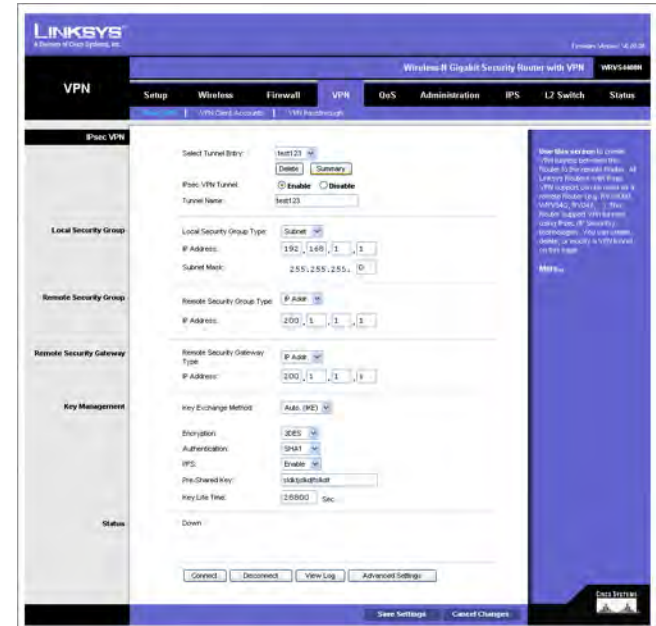 LINKSYS
A Division of Cisco Systems, Inc.
Wireless-N Gigabit Security Router with VPN
WRVS4400N
VPN
Setup
Wireless
Firewall
VPN
QoS
Administration
IPS
L2 Switch
Status
VPN Client Accounts
VPN Passthrough
IPsec VPN
Select Tunnel Entry:
test123
Delete
Summary
IPsec VPN Tunnel:
Enable
Disable
Tunnel Name:
test123
Local Security Group
Local Security Group Type:
Subnet
IP Address:
192 . 168 . 1 . 1
Subnet Mask:
255.255.255. 0
Remote Security Group
Remote Security Group Type:
IP Addr
IP Address:
200 . 1 . 1 . 1
Remote Security Gateway
Remote Security Gateway Type:
IP Addr
IP Address:
200 . 1 . 1 .
Key Management
Key Exchange Method:
Auto. (IKE)
Encryption:
3DES
Authentication:
SHA1
PFS:
Enable
Pre-Shared Key:
Key Life Time:
28800 Sec.
Status
Down
Connect
Disconnect
View Log
Advanced Settings
More...
Save Settings
Cancel Changes
CISCO SYSTEMS